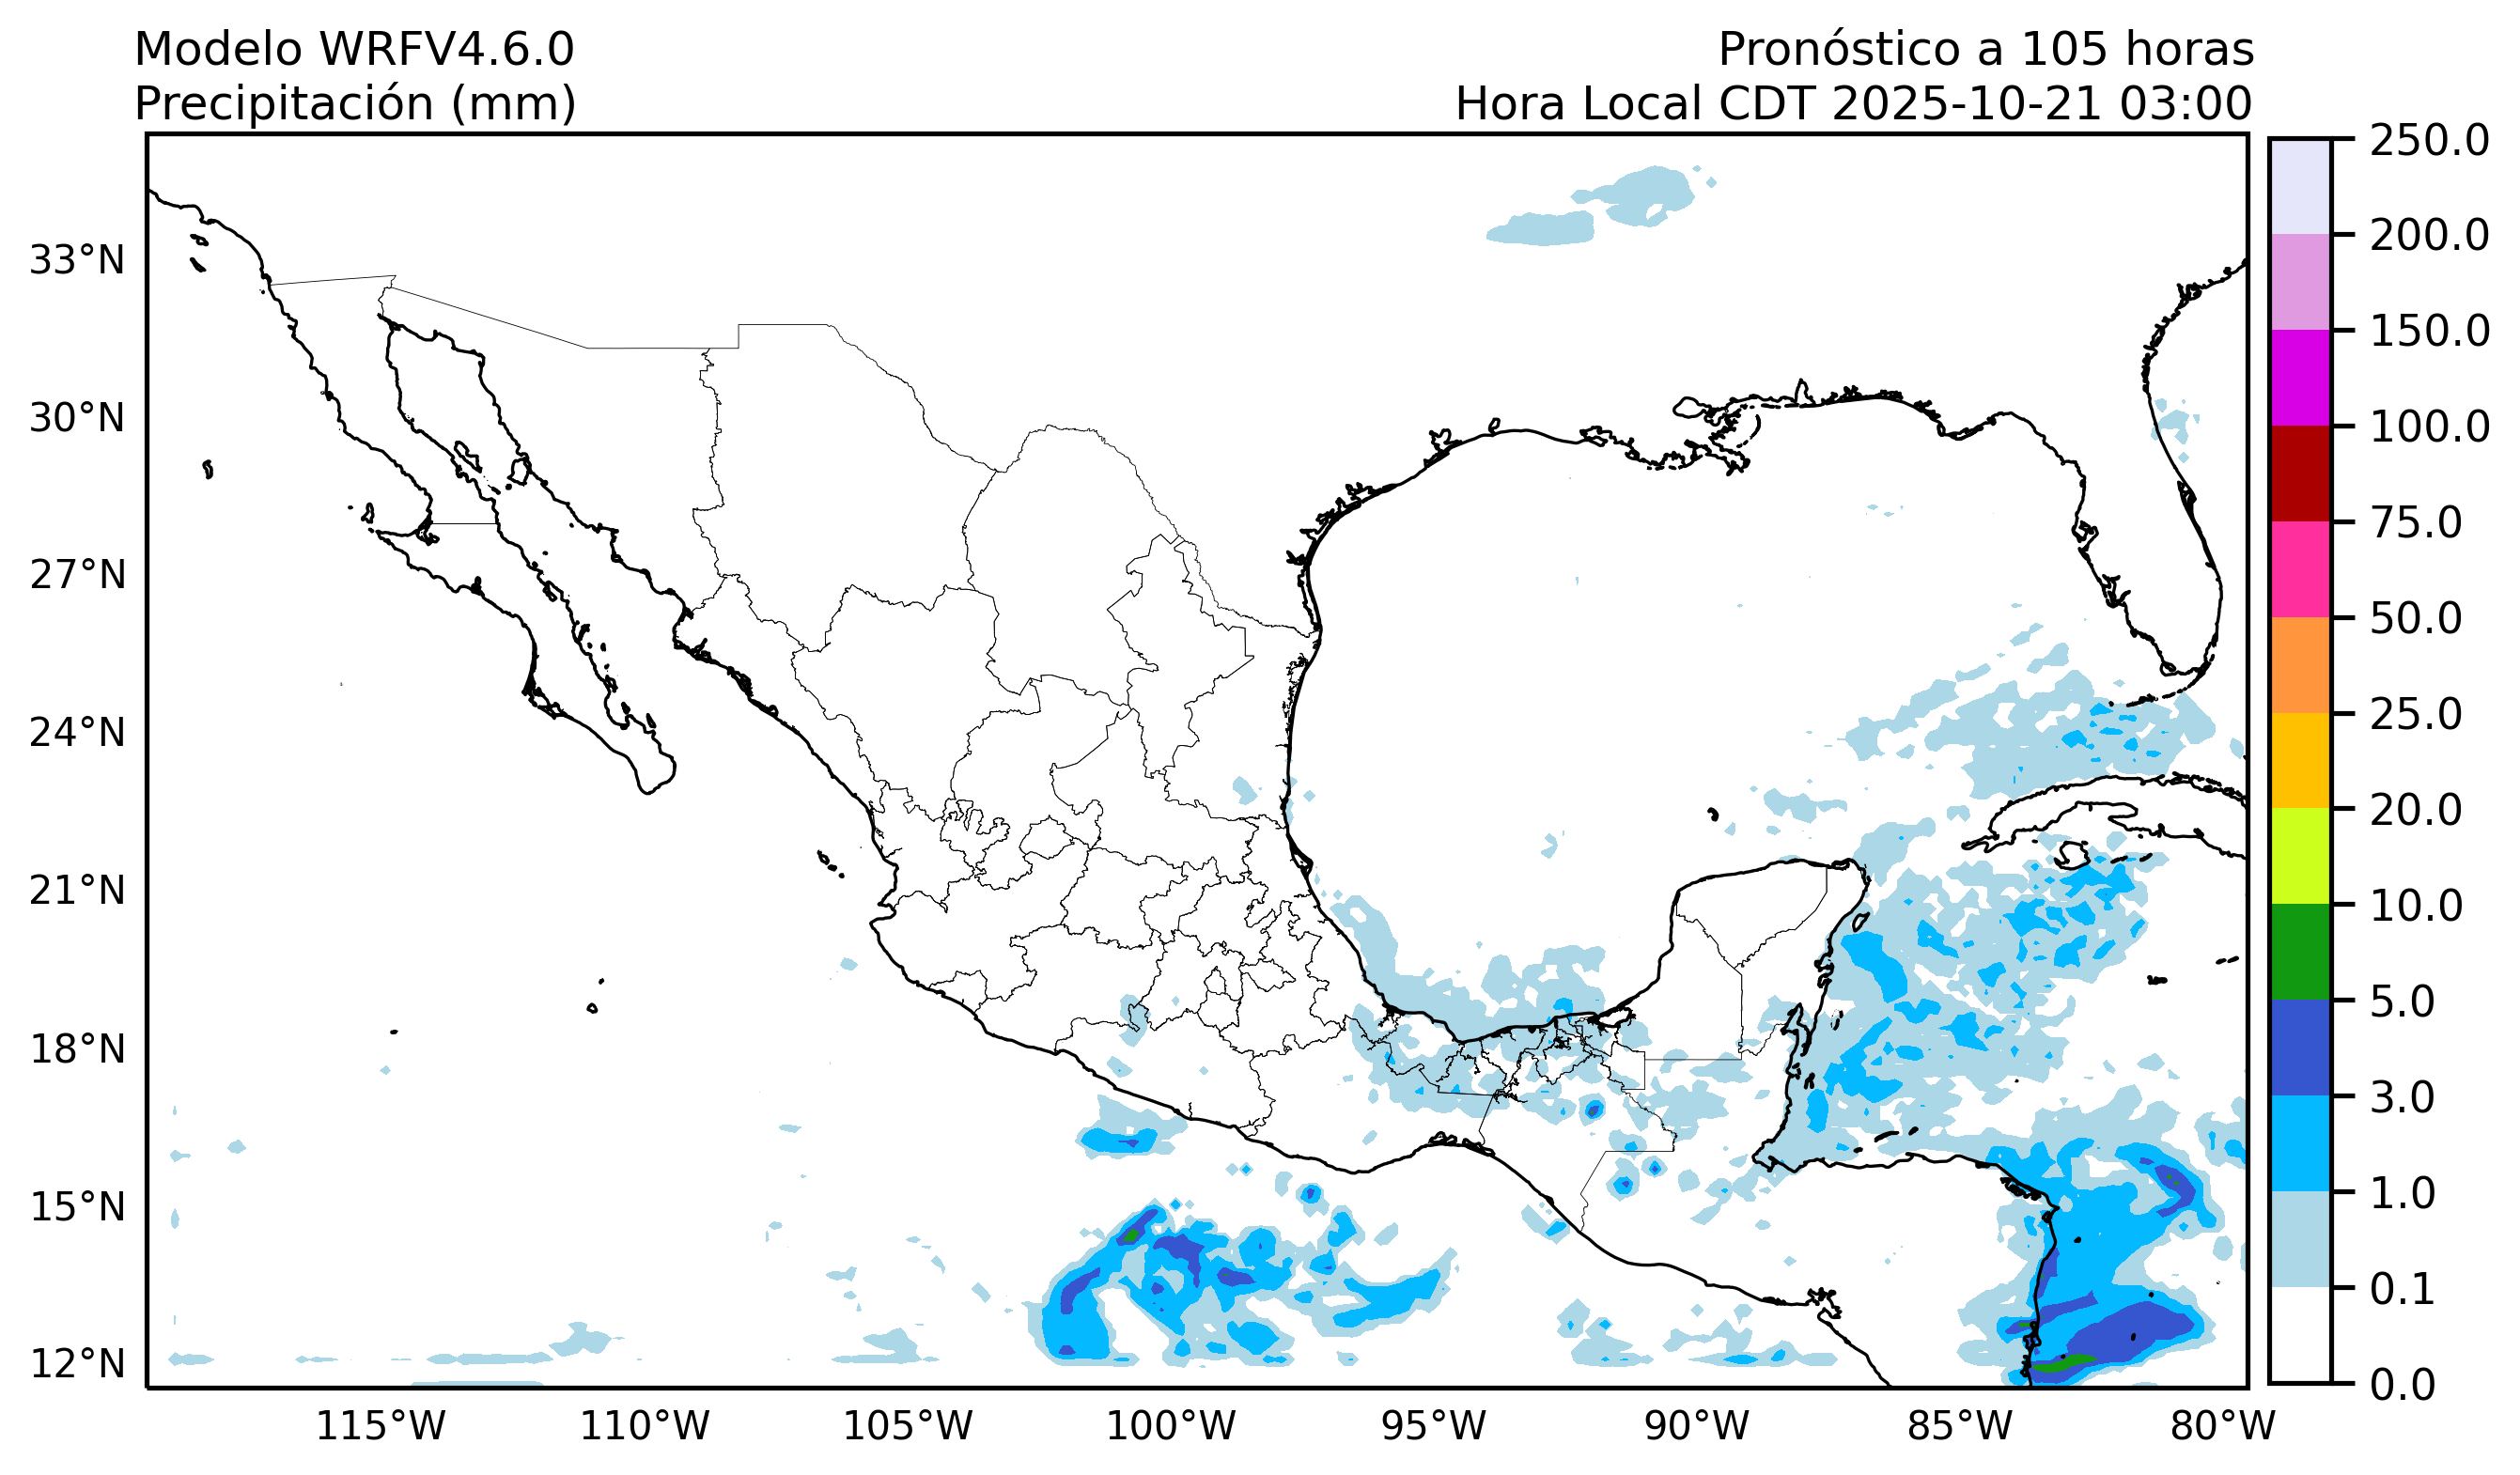 Modelo WRFV4.6.0
Precipitación (mm)
Pronóstico a 105 horas
Hora Local CDT 2025-10-21 03:00
33°N
30°N
27°N
24°N
21°N
18°N
15°N
12°N
115°W
110°W
105°W
100°W
95°W
90°W
85°W
80°W
250.0
200.0
150.0
100.0
75.0
50.0
25.0
20.0
10.0
5.0
3.0
1.0
0.1
0.0